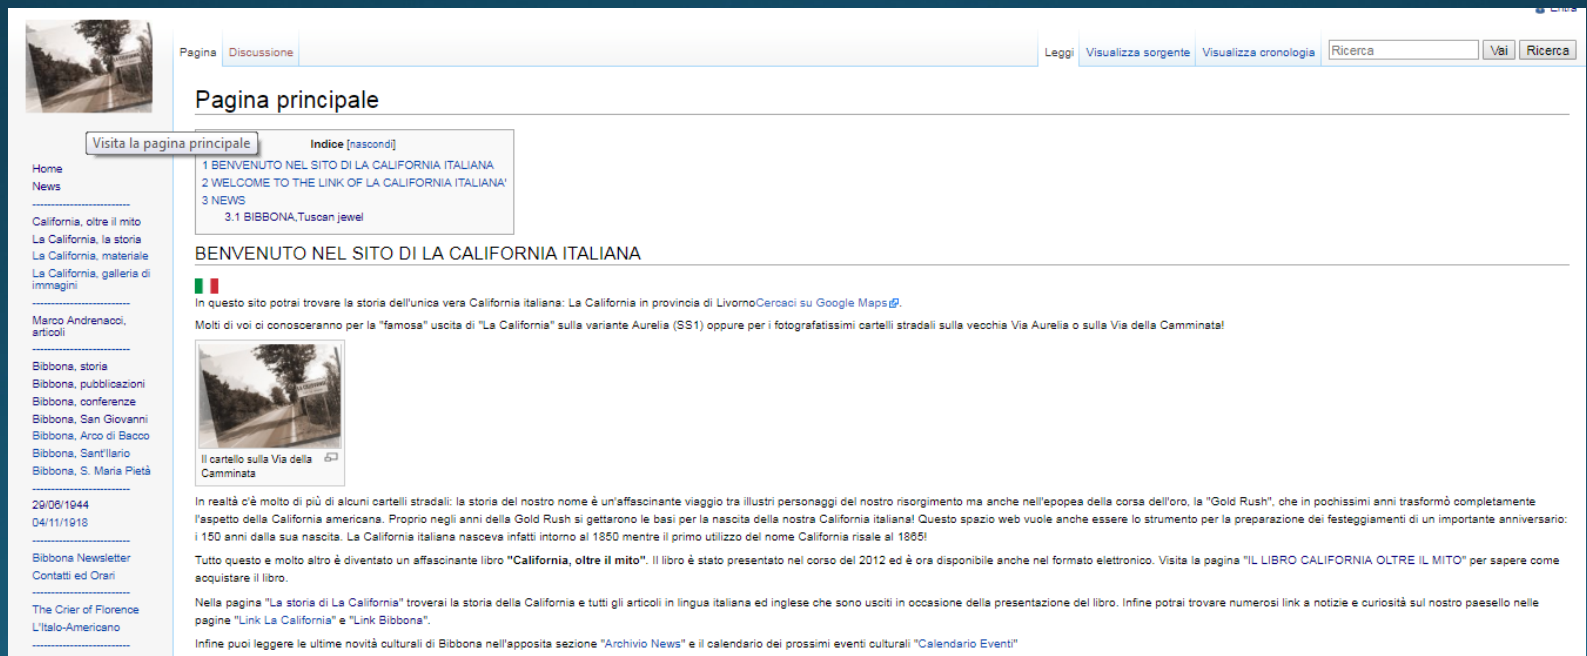 Entra
Pagina Discussione
Leggi Visualizza sorgente Visualizza cronologia Ricerca Vai Ricerca
Pagina principale
Visita la pagina principale
Home
News
--------------------------
California, oltre il mito
La California, la storia
La California, materiale
La California, galleria di
immagini
--------------------------
Marco Andrenacci,
articoli
--------------------------
Bibbona, storia
Bibbona, pubblicazioni
Bibbona, conferenze
Bibbona, San Giovanni
Bibbona, Arco di Bacco
Bibbona, Sant'Ilario
Bibbona, S. Maria Pietà
--------------------------
29/06/1944
04/11/1918
--------------------------
Bibbona Newsletter
Contatti ed Orari
--------------------------
The Crier of Florence
L'Italo-Americano
--------------------------
Indice [nascondi]
1 BENVENUTO NEL SITO DI LA CALIFORNIA ITALIANA
2 WELCOME TO THE LINK OF LA CALIFORNIA ITALIANA'
3 NEWS
3.1 BIBBONA,Tuscan jewel
BENVENUTO NEL SITO DI LA CALIFORNIA ITALIANA
In questo sito potrai trovare la storia dell'unica vera California italiana: La California in provincia di LivornoCercaci su Google Maps.
Molti di voi ci conosceranno per la "famosa" uscita di "La California" sulla variante Aurelia (SS1) oppure per i fotografatissimi cartelli stradali sulla vecchia Via Aurelia o sulla Via della Camminata!
Il cartello sulla Via della
Camminata
In realtà c'è molto di più di alcuni cartelli stradali: la storia del nostro nome è un'affascinante viaggio tra illustri personaggi del nostro risorgimento ma anche nell'epopea della corsa dell'oro, la "Gold Rush", che in pochissimi anni trasformò completamente
l'aspetto della California americana. Proprio negli anni della Gold Rush si gettarono le basi per la nascita della nostra California italiana! Questo spazio web vuole anche essere lo strumento per la preparazione dei festeggiamenti di un importante anniversario:
i 150 anni dalla sua nascita. La California italiana nasceva infatti intorno al 1850 mentre il primo utilizzo del nome California risale al 1865!
Tutto questo e molto altro è diventato un affascinante libro "California, oltre il mito". Il libro è stato presentato nel corso del 2012 ed è ora disponibile anche nel formato elettronico. Visita la pagina "IL LIBRO CALIFORNIA OLTRE IL MITO" per sapere come
acquistare il libro.
Nella pagina "La storia di La California" troverai la storia della California e tutti gli articoli in lingua italiana ed inglese che sono usciti in occasione della presentazione del libro. Infine potrai trovare numerosi link a notizie e curiosità sul nostro paesello nelle
pagine "Link La California" e "Link Bibbona".
Infine puoi leggere le ultime novità culturali di Bibbona nell'apposita sezione "Archivio News" e il calendario dei prossimi eventi culturali "Calendario Eventi"